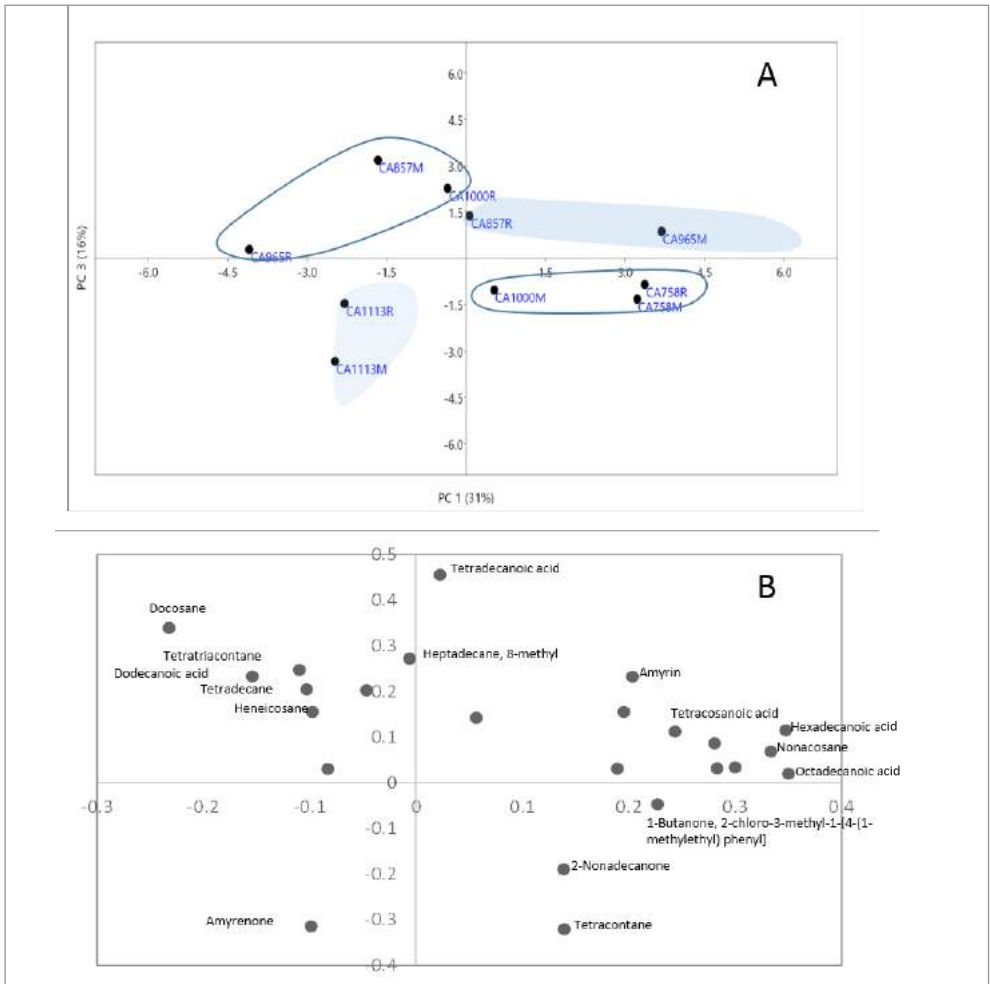 A
6.0
4.5
CA857M
3.0
CA1000R
1.5
CA857R
CA965M
PC 3 (16%)
CA965R
-6.0 -4.5 -3.0 -1.5 1.5 3.0 4.5 6.0
CA1000M
CA758R
CA758M
-1.5
CA1113R
-3.0
CA1113M
-4.5
-6.0
PC 1 (31%)
0.5
B
Tetradecanoic acid
0.4
Docosane
0.3
Tetratriacontane
Heptadecane, 8-methyl
Dodecanoic acid
Amyrin
Tetradecane
0.2
Heneicosane
Tetracosanoic acid
0.1
Hexadecanoic acid
Nonacosane
Octadecanoic acid
0
-0.3 -0.2 -0.1 0 0.1 0.2 0.3 0.4
-0.1
1-Butanone, 2-chloro-3-methyl-1-[4-(1-
methylethyl) phenyl]
-0.2
2-Nonadecanone
-0.3
Amyrenone
Tetracontane
-0.4